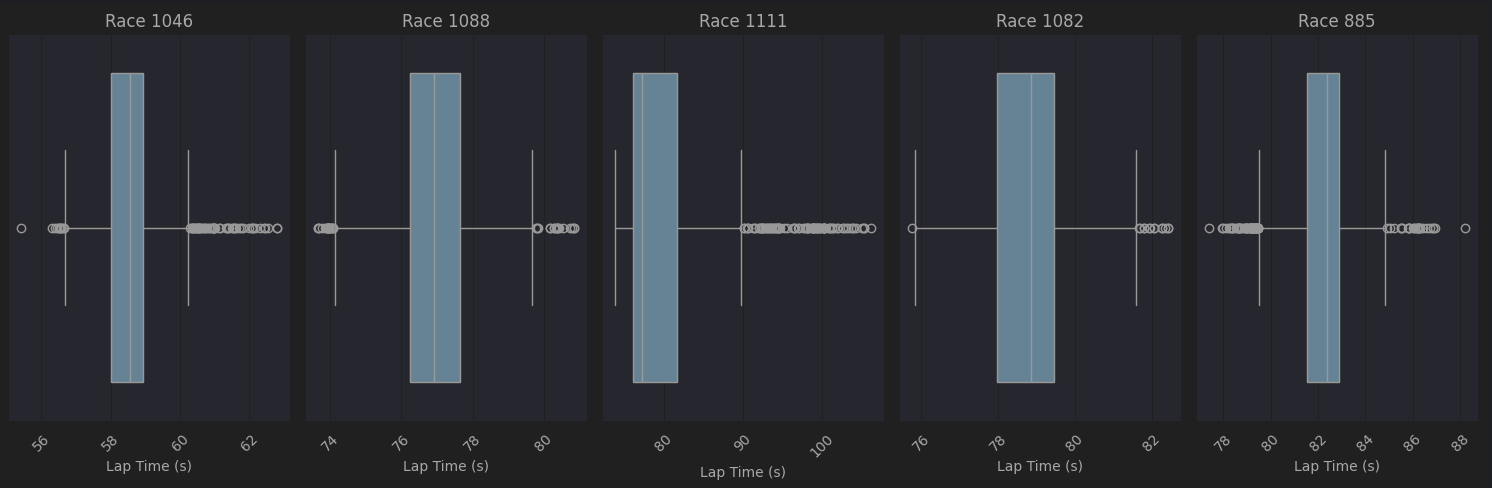 Race 1046
Race 1088
Race 1111
Race 1082
Race 885
56 58 60 62
74 76 78 80
80 90 100
76 78 80 82
78 80 82 84 86 88
Lap Time (s)
Lap Time (s)
Lap Time (s)
Lap Time (s)
Lap Time (s)